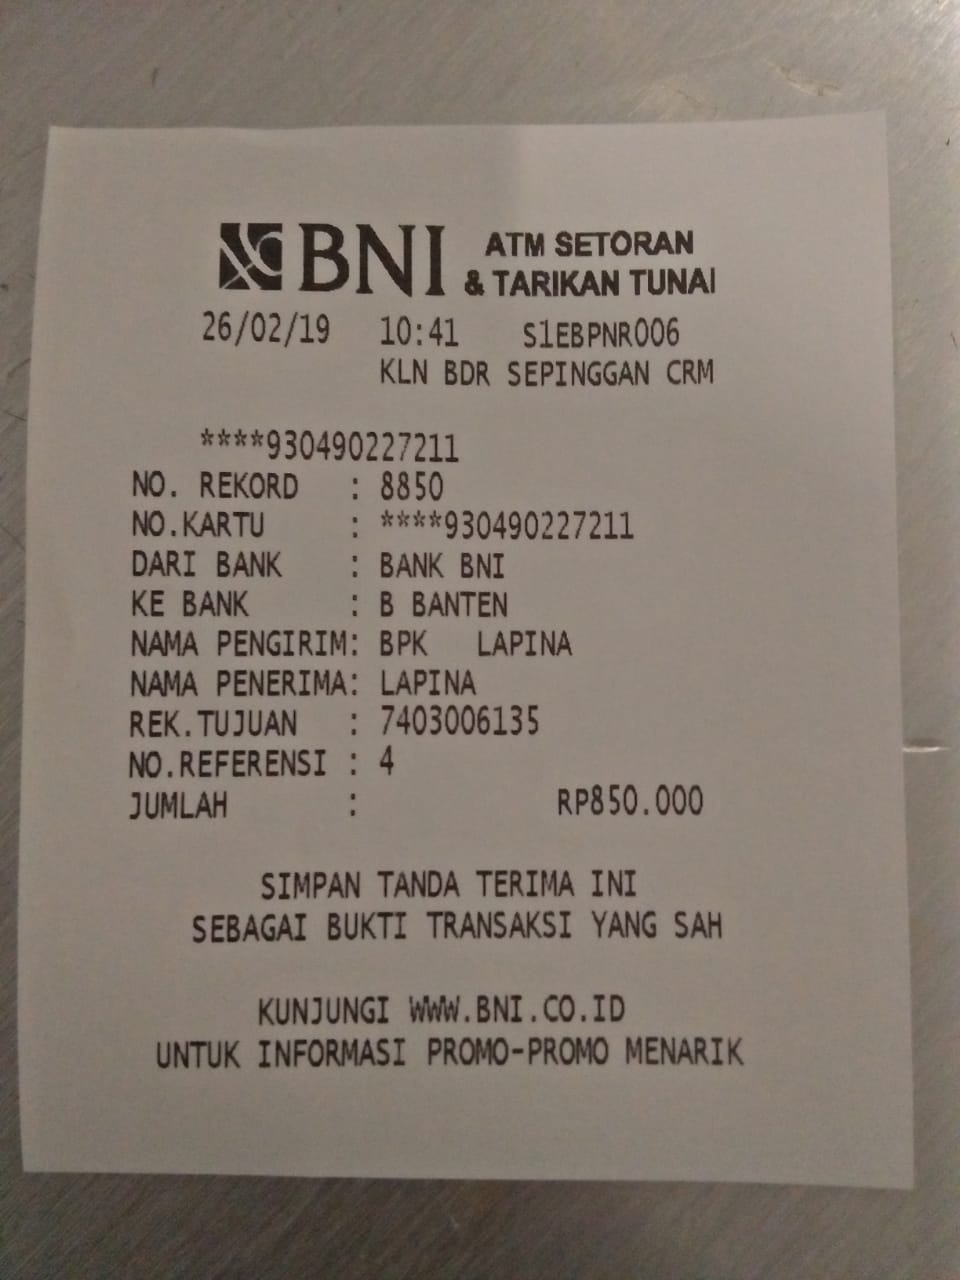 BNI ATM SETORAN
& TARIKAN TUNAI
26/02/19 10:41 S1EBPNR006
KLN BDR SEPINGGAN CRM
****930490227211
NO. REKORD : 8850
NO.KARTU : ****930490227211
DARI BANK : BANK BNI
KE BANK : B BANTEN
NAMA PENGIRIM: BPK LAPINA
NAMA PENERIMA: LAPINA
REK.TUJUAN : 7403006135
NO.REFERENSI : 4
JUMLAH : RP850.000
SIMPAN TANDA TERIMA INI
SEBAGAI BUKTI TRANSAKSI YANG SAH
KUNJUNGI WWW.BNI.CO.ID
UNTUK INFORMASI PROMO-PROMO MENARIK